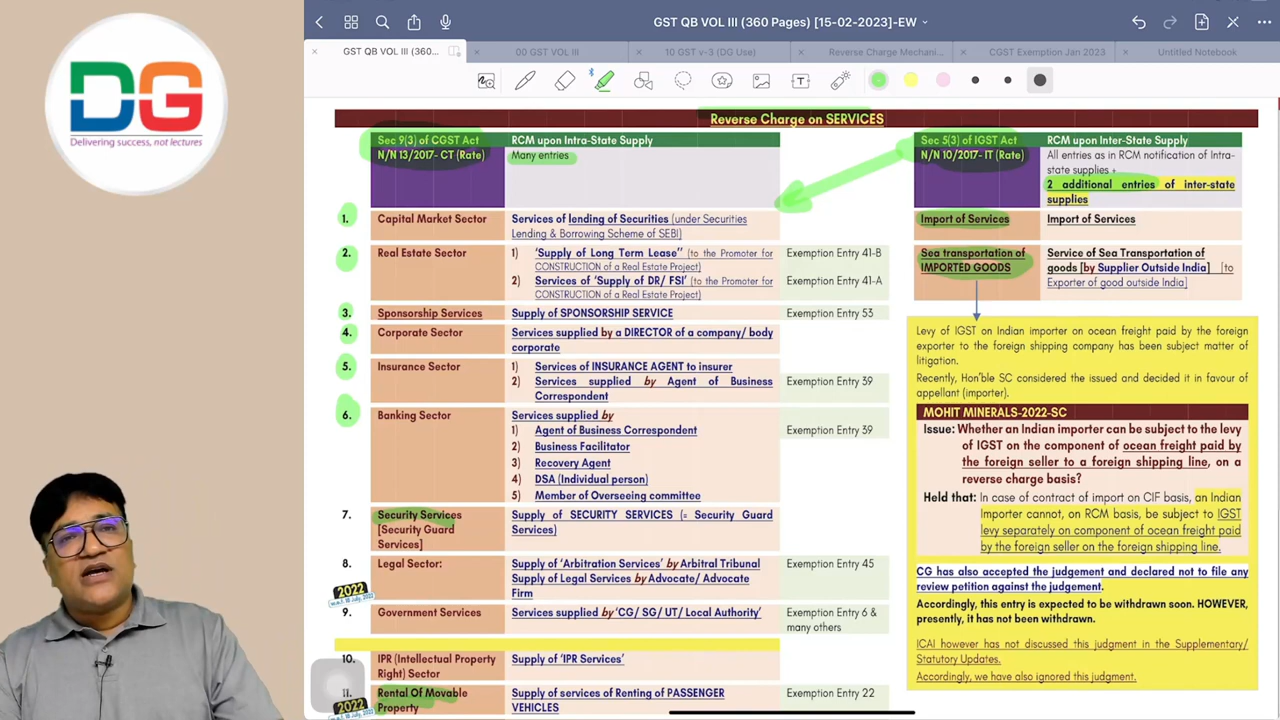 DG
Delivering success, not lectures
GST QB VOL III (360 Pages) [15-02-2023]-EW
GST QB VOL III (360...
00 GST VOL III
10 GST v-3 (DG Use)
Reverse Charge Mechani...
CGST Exemption Jan 2023
Untitled Notebook
Reverse Charge on SERVICES
Sec 9(3) of CGST Act
N/N 13/2017- CT (Rate)
RCM upon Intra-State Supply
Many entries
Sec 5(3) of IGST Act
N/N 10/2017- IT (Rate)
RCM upon Inter-State Supply
All entries as in RCM notification of Intra-
state supplies +
2 additional entries of inter-state
supplies
1.
Capital Market Sector
Services of lending of Securities (under Securities
Lending & Borrowing Scheme of SEBI)
Import of Services
Import of Services
2.
Real Estate Sector
1) 'Supply of Long Term Lease'' (to the Promoter for
CONSTRUCTION of a Real Estate Project)
Exemption Entry 41-B
2) Services of 'Supply of DR/ FSI' (to the Promoter for
CONSTRUCTION of a Real Estate Project)
Exemption Entry 41-A
Sea transportation of
IMPORTED GOODS
Service of Sea Transportation of
goods [by Supplier Outside India] [to
Exporter of good outside India]
3.
Sponsorship Services
Supply of SPONSORSHIP SERVICE
Exemption Entry 53
4.
Corporate Sector
Services supplied by a DIRECTOR of a company/ body
corporate
5.
Insurance Sector
1) Services of INSURANCE AGENT to insurer
2) Services supplied by Agent of Business
Correspondent
Exemption Entry 39
6.
Banking Sector
Services supplied by
1) Agent of Business Correspondent
Exemption Entry 39
2) Business Facilitator
3) Recovery Agent
4) DSA (Individual person)
5) Member of Overseeing committee
7.
Security Services
[Security Guard
Services]
Supply of SECURITY SERVICES (= Security Guard
Services)
8.
Legal Sector:
Supply of 'Arbitration Services' by Arbitral Tribunal
Supply of Legal Services by Advocate/ Advocate
Firm
Exemption Entry 45
2022
w.e.f. 18 July, 2022
9.
Government Services
Services supplied by 'CG/ SG/ UT/ Local Authority'
Exemption Entry 6 &
many others
10.
IPR (Intellectual Property
Right) Sector
Supply of 'IPR Services'
11.
2022
Rental Of Movable
Property
Supply of services of Renting of PASSENGER
VEHICLES
Exemption Entry 22
Levy of IGST on Indian importer on ocean freight paid by the foreign
exporter to the foreign shipping company has been subject matter of
litigation.
Recently, Hon'ble SC considered the issued and decided it in favour of
appellant (importer).
MOHIT MINERALS-2022-SC
Issue: Whether an Indian importer can be subject to the levy
of IGST on the component of ocean freight paid by
the foreign seller to a foreign shipping line, on a
reverse charge basis?
Held that: In case of contract of import on CIF basis, an Indian
Importer cannot, on RCM basis, be subject to IGST
levy separately on component of ocean freight paid
by the foreign seller on the foreign shipping line.
CG has also accepted the judgement and declared not to file any
review petition against the judgement.
Accordingly, this entry is expected to be withdrawn soon. HOWEVER,
presently, it has not been withdrawn.
ICAI however has not discussed this judgment in the Supplementary/
Statutory Updates.
Accordingly, we have also ignored this judgment.